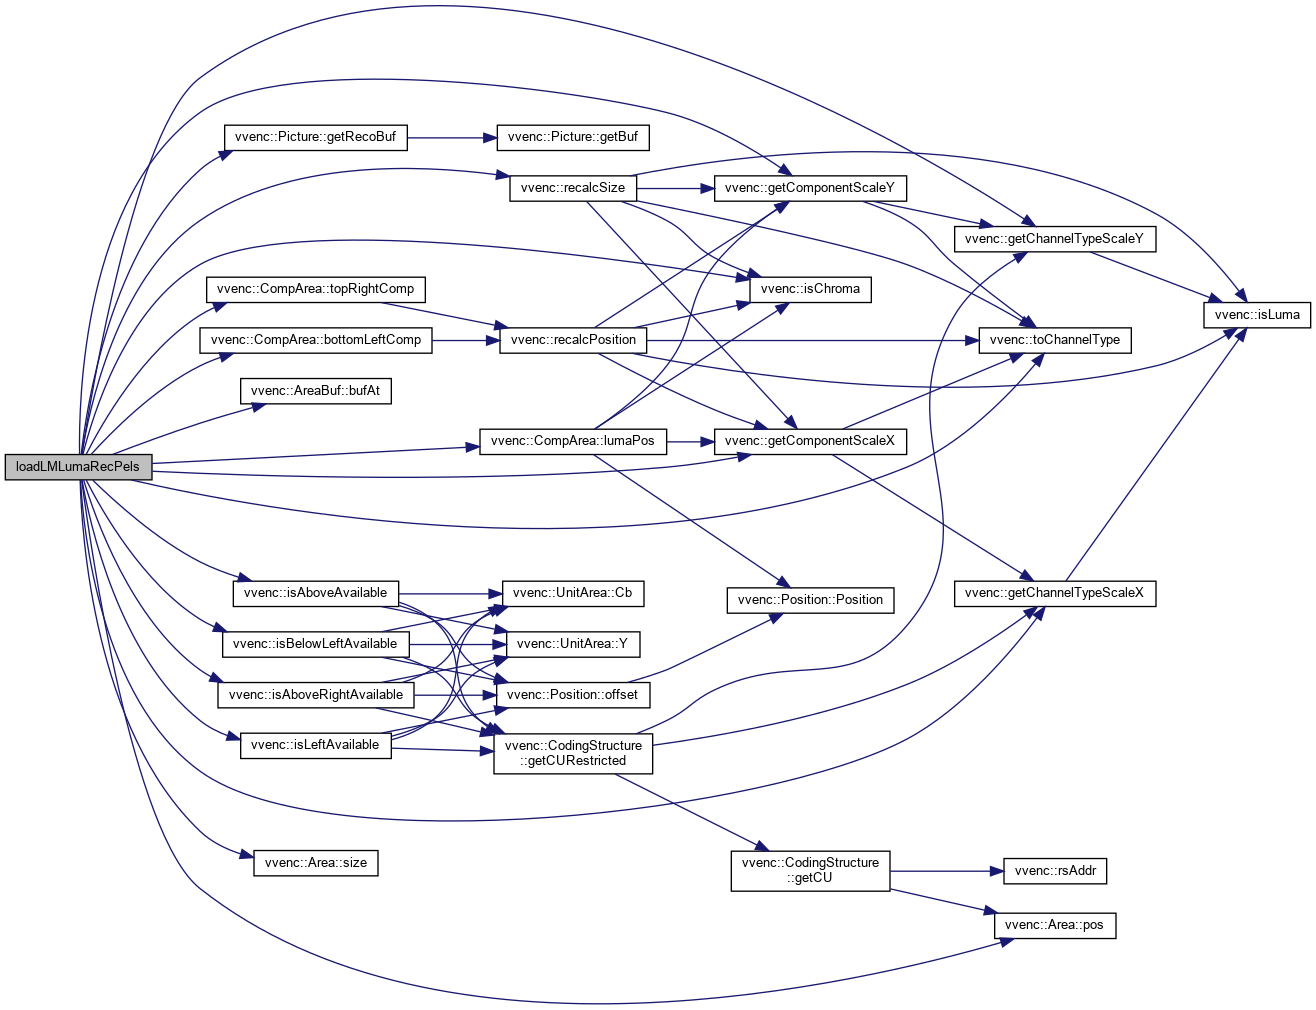 vvenc::Picture::getRecoBuf
vvenc::Picture::getBuf
vvenc::recalcSize
vvenc::getComponentScaleY
vvenc::getChannelTypeScaleY
vvenc::CompArea::topRightComp
vvenc::isChroma
vvenc::isLuma
vvenc::CompArea::bottomLeftComp
vvenc::recalcPosition
vvenc::toChannelType
vvenc::AreaBuf::bufAt
vvenc::CompArea::lumaPos
vvenc::getComponentScaleX
loadLMLumaRecPels
vvenc::isAboveAvailable
vvenc::UnitArea::Cb
vvenc::Position::Position
vvenc::getChannelTypeScaleX
vvenc::isBelowLeftAvailable
vvenc::UnitArea::Y
vvenc::isAboveRightAvailable
vvenc::Position::offset
vvenc::isLeftAvailable
vvenc::CodingStructure
::getCURestricted
vvenc::Area::size
vvenc::CodingStructure
::getCU
vvenc::rsAddr
vvenc::Area::pos